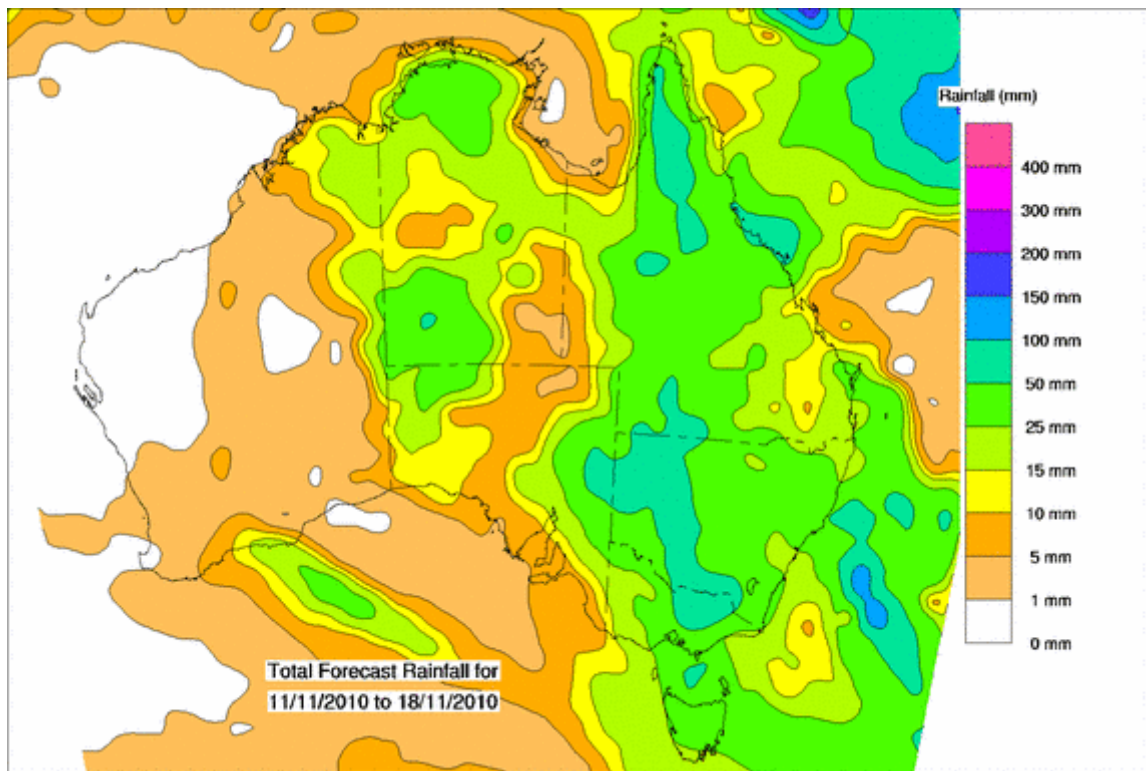 Rainfall (mm)
400 mm
300 mm
200 mm
150 mm
100 mm
50 mm
25 mm
15 mm
10 mm
5 mm
1 mm
0 mm
Total Forecast Rainfall for
11/11/2010 to 18/11/2010